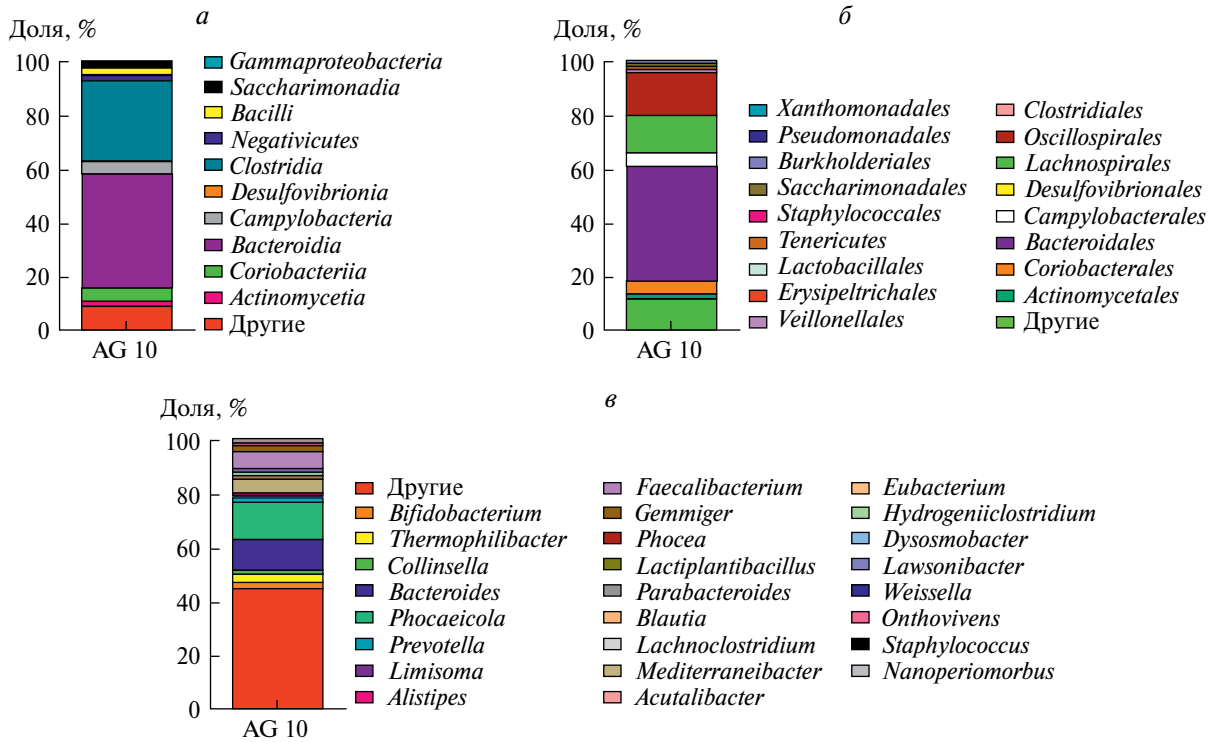 а
Доля, %
100
80
60
40
20
0
AG 10
Gammaproteobacteria
Saccharimonadia
Bacilli
Negativicutes
Clostridia
Desulfovibrionia
Campylobacteria
Bacteroidia
Coriobacteriia
Actinomycetia
Другие
б
Доля, %
100
80
60
40
20
0
AG 10
Xanthomonadales
Pseudomonadales
Burkholderiales
Saccharimonadales
Staphylococcales
Tenericutes
Lactobacillales
Erysipeltrichales
Veillonellales
Clostridiales
Oscillospirales
Lachnospirales
Desulfovibrionales
Campylobacterales
Bacteroidales
Coriobacterales
Actinomycetales
Другие
в
Доля, %
100
80
60
40
20
0
AG 10
Другие
Bifidobacterium
Thermophilibacter
Collinsella
Bacteroides
Phocaeicola
Prevotella
Limisoma
Alistipes
Faecalibacterium
Gemmiger
Phocea
Lactiplantibacillus
Parabacteroides
Blautia
Lachnoclostridium
Mediterraneibacter
Acutalibacter
Eubacterium
Hydrogeniiclostridium
Dysosmobacter
Lawsonibacter
Weissella
Onthovivens
Staphylococcus
Nanoperiomorbus